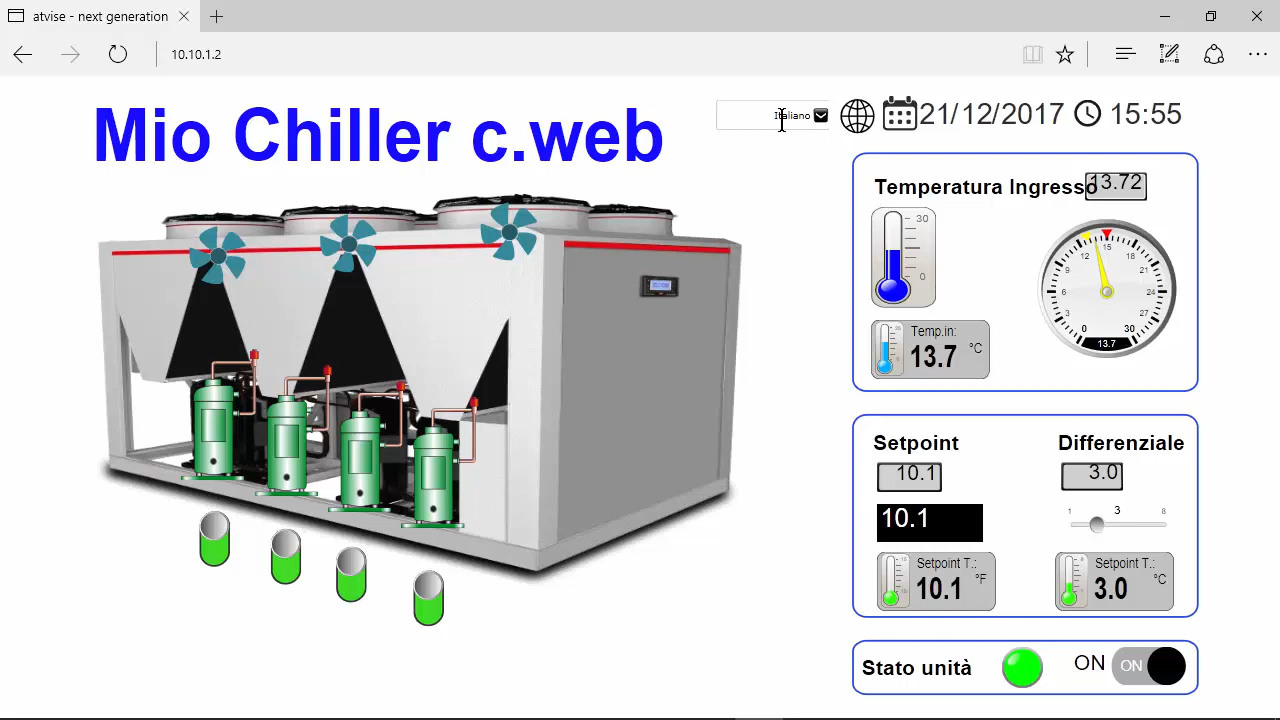 atvise - next generation
10.10.1.2
Mio Chiller c.web
Italiano
21/12/2017 15:55
Temperatura Ingresso 13.72
30
0
Temp.in:
13.7 °C
0 3 6 9 12 15 18 21 24 27 30
13.7
Setpoint
10.1
10.1
Setpoint T.:
10.1 °F
Differenziale
3.0
1 3 8
Setpoint T.:
3.0 °C
Stato unità
ON
ON